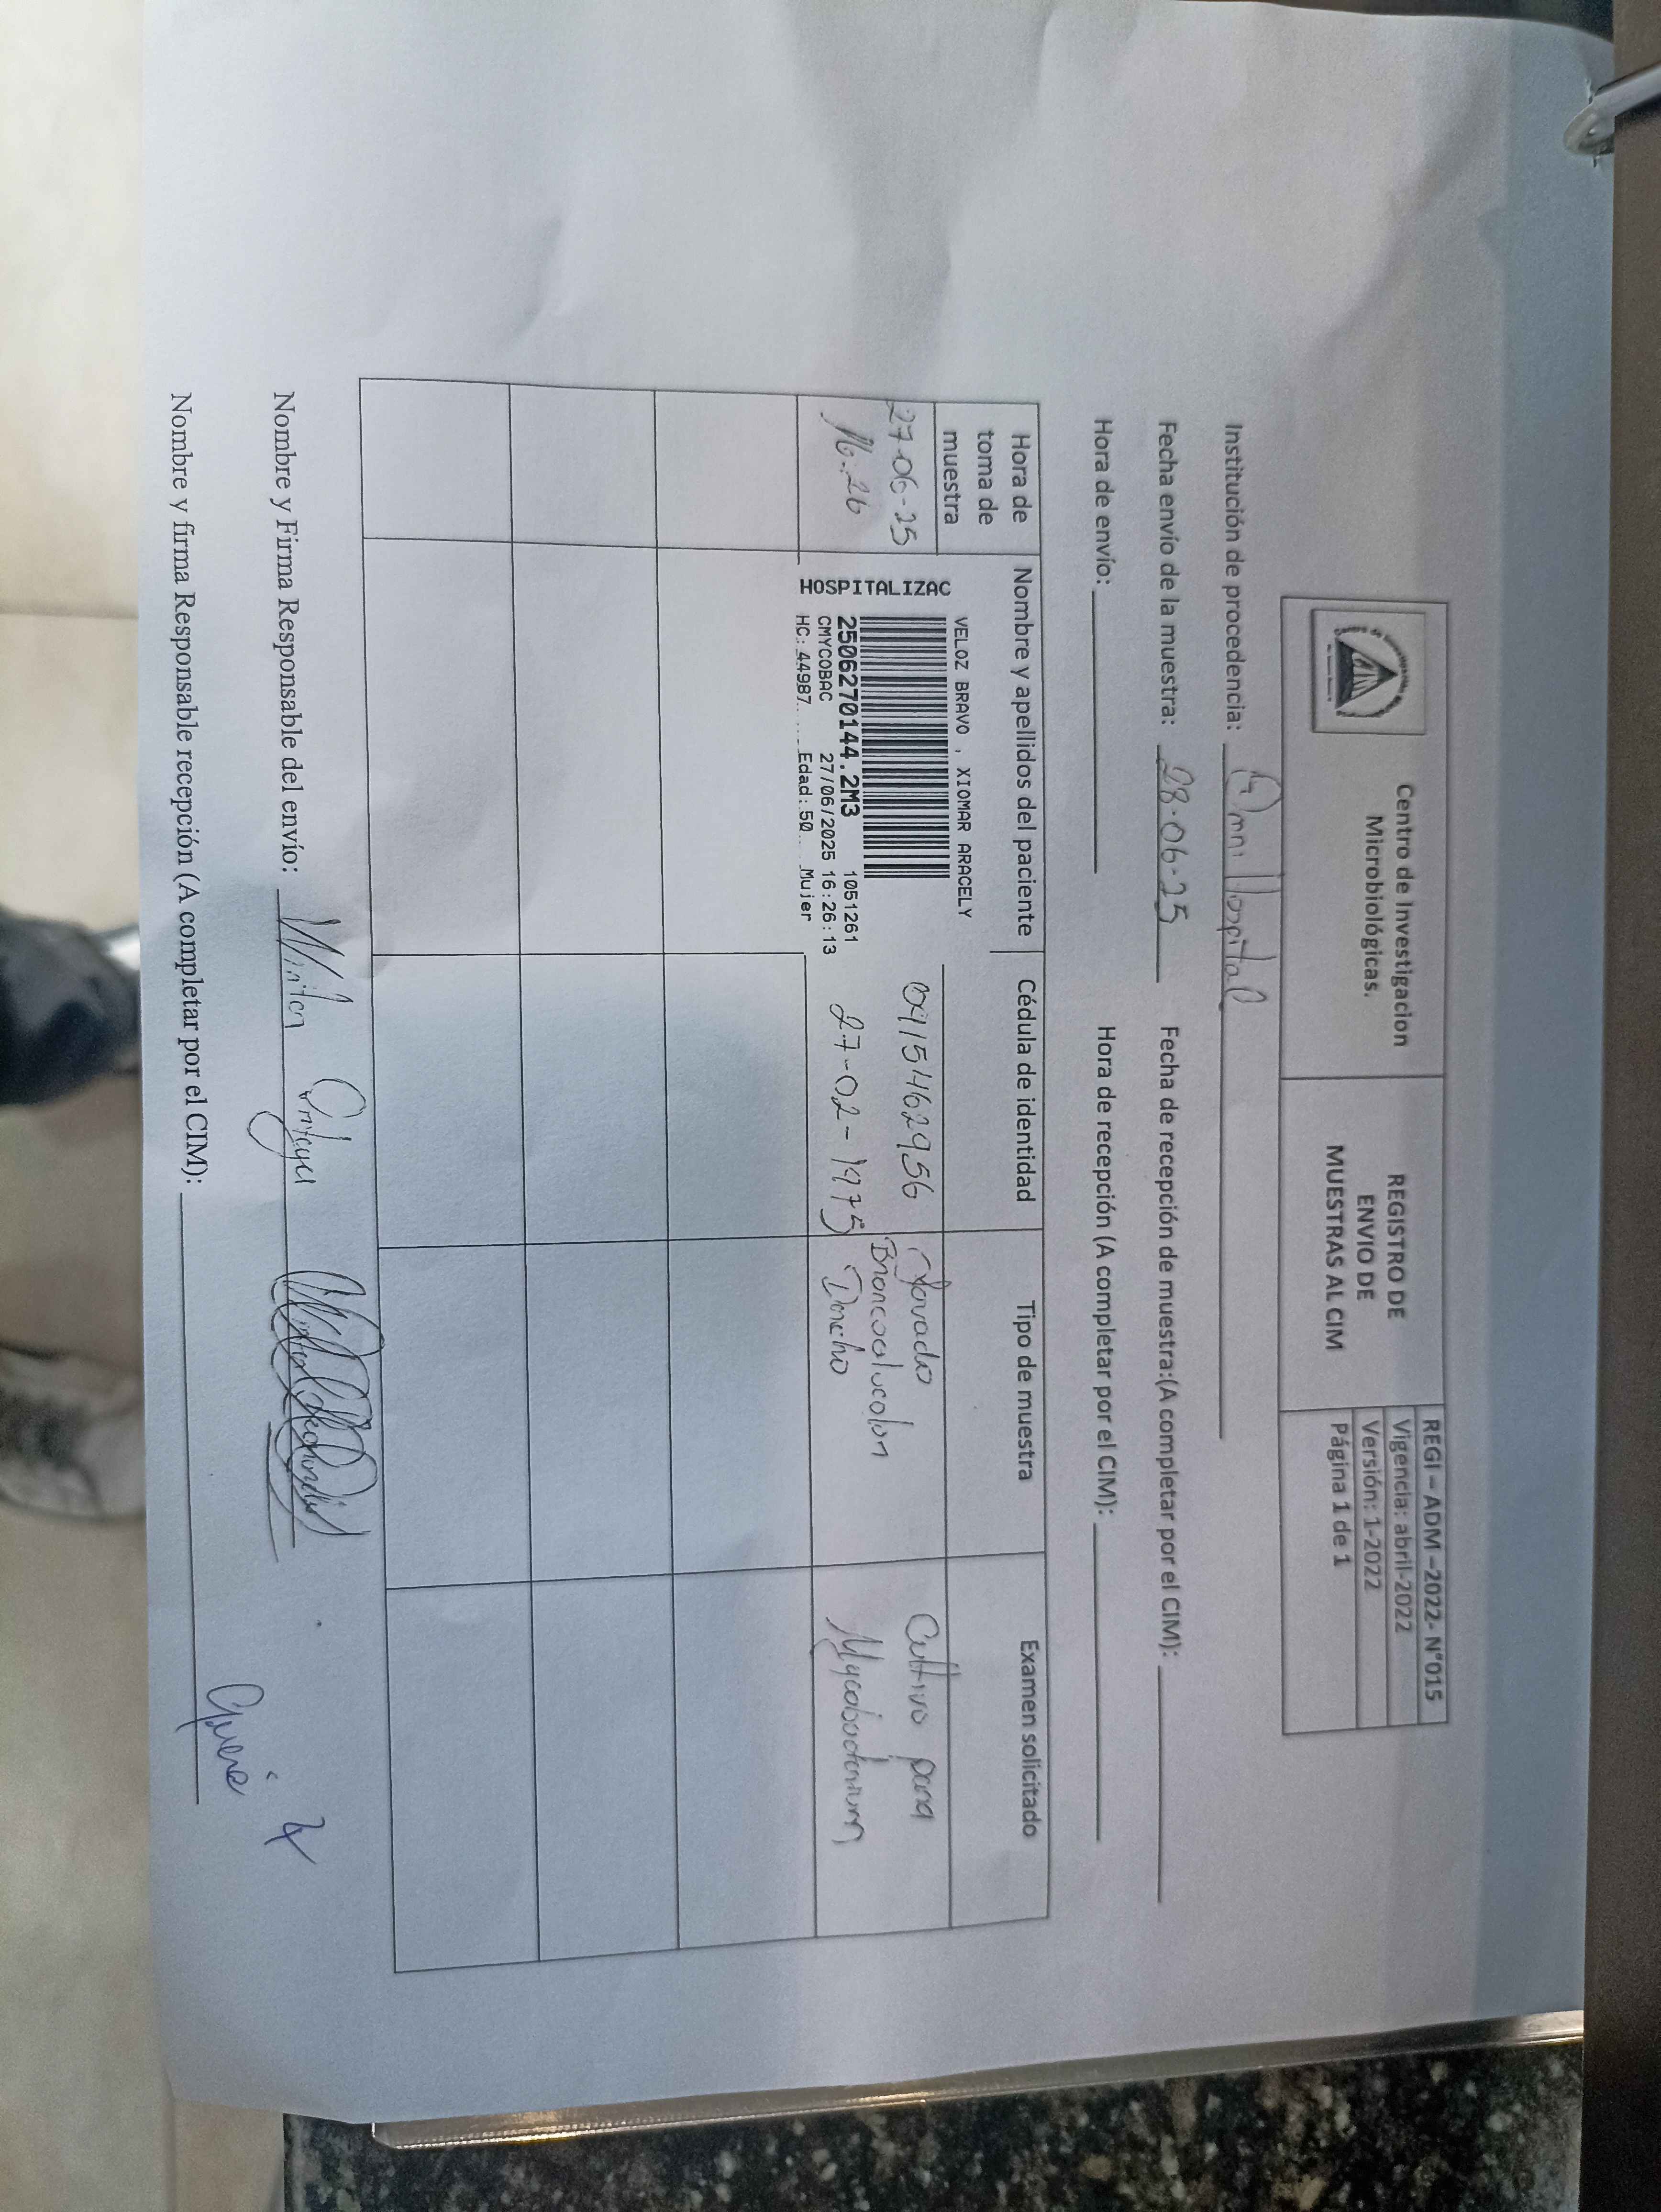 Centro de Investigacion
Microbiológicas.
REGISTRO DE
ENVIO DE
MUESTRAS AL CIM
REGI – ADM –2022- N°015
Vigencia: abril-2022
Versión: 1-2022
Página 1 de 1
Institución de procedencia: Omni Hospital
Fecha envío de la muestra: 28-06-25 Fecha de recepción de muestra:(A completar por el CIM):
Hora de envío: Hora de recepción (A completar por el CIM):
Hora de
toma de
muestra
Nombre y apellidos del paciente
Cédula de identidad
Tipo de muestra
Examen solicitado
27-06-25
16:26
HOSPITALIZAC
VELOZ BRAVO , XIOMAR ARACELY
2506270144.2M3 1051261
CMYCOBAC 27/06/2025 16:26:13
HC: 44987 Edad: 50 Mujer
0915462956
27-02-1975
Lavado
Derecho
Cultivo para
Mycobacterium
Nombre y Firma Responsable del envío:
Nombre y firma Responsable recepción (A completar por el CIM):